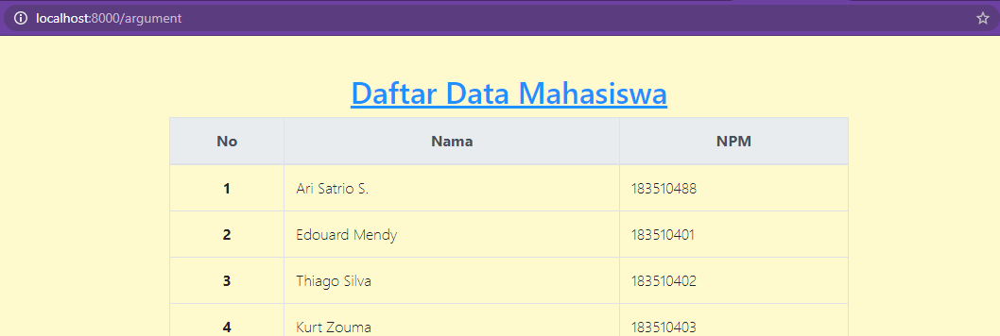 localhost:8000/argument
Daftar Data Mahasiswa
No Nama NPM
1 Ari Satrio S. 183510488
2 Edouard Mendy 183510401
3 Thiago Silva 183510402
4 Kurt Zouma 183510403